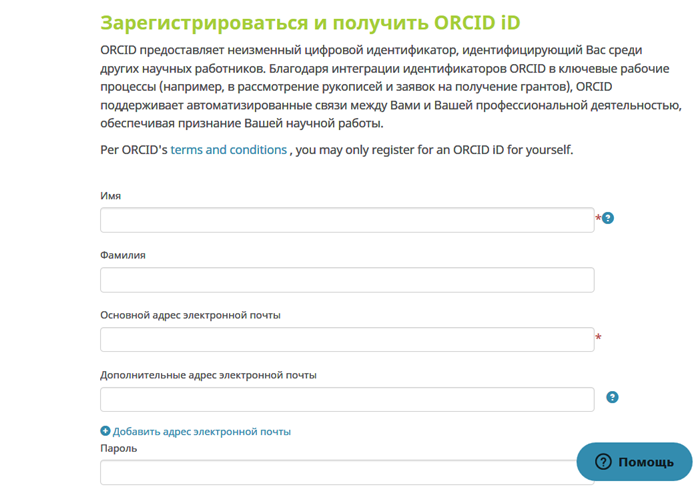 Зарегистрироваться и получить ORCID iD
ORCID предоставляет неизменный цифровой идентификатор, идентифицирующий Вас среди
других научных работников. Благодаря интеграции идентификаторов ORCID в ключевые рабочие
процессы (например, в рассмотрение рукописей и заявок на получение грантов), ORCID
поддерживает автоматизированные связи между Вами и Вашей профессиональной деятельностью,
обеспечивая признание Вашей научной работы.
Per ORCID's terms and conditions , you may only register for an ORCID iD for yourself.
Имя
*?
Фамилия
Основной адрес электронной почты
*
Дополнительные адрес электронной почты
?
+ Добавить адрес электронной почты
Пароль
? Помощь